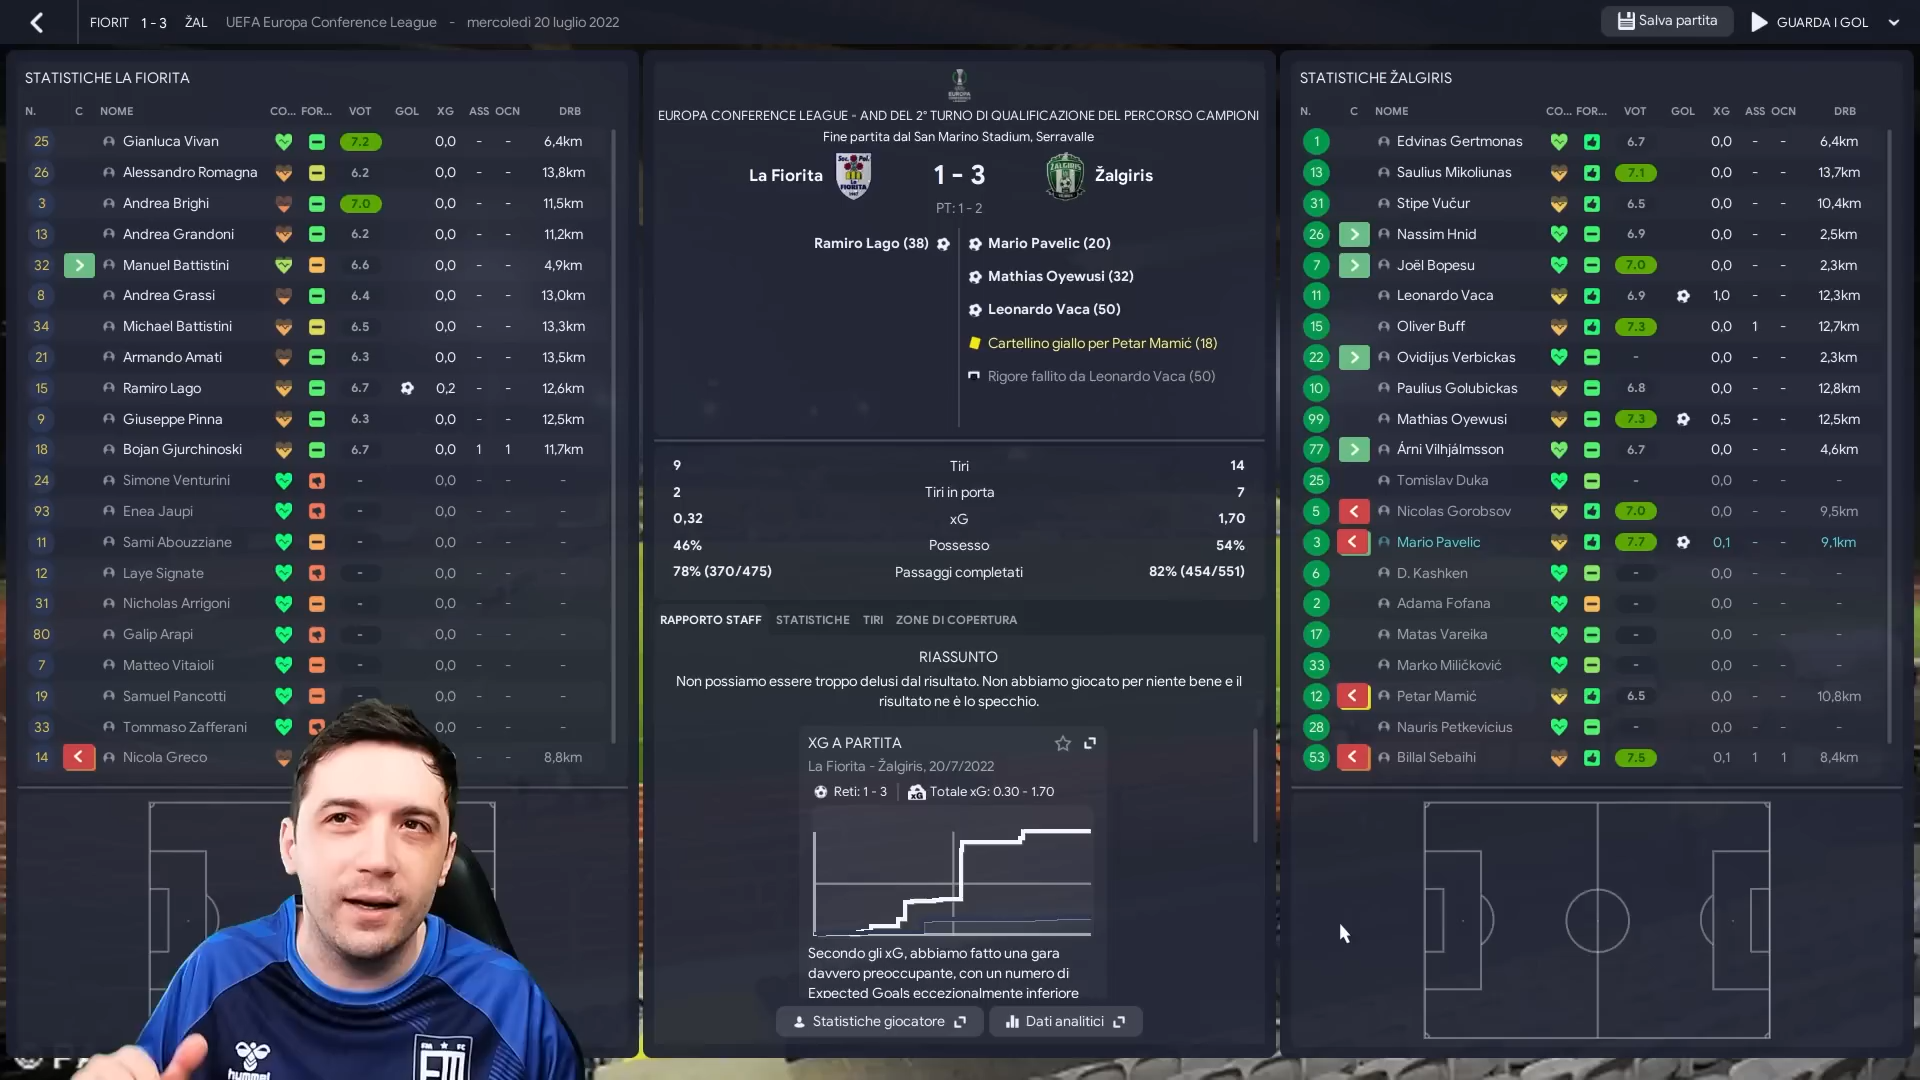 FIORIT 1 - 3 ŽAL UEFA Europa Conference League - mercoledì 20 luglio 2022
Salva partita
GUARDA I GOL
STATISTICHE LA FIORITA
N. C NOME CO... FOR... VOT GOL XG ASS OCN DRB
25 Gianluca Vivan 7.2 0,0 - - 6,4km
26 Alessandro Romagna 6.2 0,0 - - 13,8km
3 Andrea Brighi 7.0 0,0 - - 11,5km
13 Andrea Grandoni 6.2 0,0 - - 11,2km
32 Manuel Battistini 6.6 0,0 - - 4,9km
8 Andrea Grassi 6.4 0,0 - - 13,0km
34 Michael Battistini 6.5 0,0 - - 13,3km
21 Armando Amati 6.3 0,0 - - 13,5km
15 Ramiro Lago 6.7 0,2 - - 12,6km
9 Giuseppe Pinna 6.3 0,0 - - 12,5km
18 Bojan Gjurchinoski 6.7 0,0 1 1 11,7km
24 Simone Venturini - 0,0 - - -
93 Enea Jaupi - 0,0 - - -
11 Sami Abouzziane - 0,0 - - -
12 Laye Signate - 0,0 - - -
31 Nicholas Arrigoni - 0,0 - - -
80 Galip Arapi - 0,0 - - -
7 Matteo Vitaioli - 0,0 - - -
19 Samuel Pancotti - 0,0 - - -
33 Tommaso Zafferani - 0,0 - - -
14 Nicola Greco - - 8,8km
EUROPA CONFERENCE LEAGUE - AND DEL 2° TURNO DI QUALIFICAZIONE DEL PERCORSO CAMPIONI
Fine partita dal San Marino Stadium, Serravalle
La Fiorita 1 - 3 Žalgiris
PT: 1 - 2
Ramiro Lago (38)
Mario Pavelic (20)
Mathias Oyewusi (32)
Leonardo Vaca (50)
Cartellino giallo per Petar Mamić (18)
Rigore fallito da Leonardo Vaca (50)
9 Tiri 14
2 Tiri in porta 7
0,32 xG 1,70
46% Possesso 54%
78% (370/475) Passaggi completati 82% (454/551)
RAPPORTO STAFF STATISTICHE TIRI ZONE DI COPERTURA
RIASSUNTO
Non possiamo essere troppo delusi dal risultato. Non abbiamo giocato per niente bene e il
risultato ne è lo specchio.
XG A PARTITA
La Fiorita - Žalgiris, 20/7/2022
Reti: 1 - 3 xG Totale xG: 0.30 - 1.70
Secondo gli xG, abbiamo fatto una gara
davvero preoccupante, con un numero di
Expected Goals eccezionalmente inferiore
Statistiche giocatore
Dati analitici
STATISTICHE ŽALGIRIS
N. C NOME CO... FOR... VOT GOL XG ASS OCN DRB
1 Edvinas Gertmonas 6.7 0,0 - - 6,4km
13 Saulius Mikoliunas 7.1 0,0 - - 13,7km
31 Stipe Vučur 6.5 0,0 - - 10,4km
26 Nassim Hnid 6.9 0,0 - - 2,5km
7 Joël Bopesu 7.0 0,0 - - 2,3km
11 Leonardo Vaca 6.9 1,0 - - 12,3km
15 Oliver Buff 7.3 0,0 1 - 12,7km
22 Ovidijus Verbickas - 0,0 - - 2,3km
10 Paulius Golubickas 6.8 0,0 - - 12,8km
99 Mathias Oyewusi 7.3 0,5 - - 12,5km
77 Árni Vilhjálmsson 6.7 0,0 - - 4,6km
25 Tomislav Duka - 0,0 - - -
5 Nicolas Gorobsov 7.0 0,0 - - 9,5km
3 Mario Pavelic 7.7 0,1 - - 9,1km
6 D. Kashken - 0,0 - - -
2 Adama Fofana - 0,0 - - -
17 Matas Vareika - 0,0 - - -
33 Marko Milićković - 0,0 - - -
12 Petar Mamić 6.5 0,0 - - 10,8km
28 Nauris Petkevicius - 0,0 - - -
53 Billal Sebaihi 7.5 0,1 1 1 8,4km
hummel